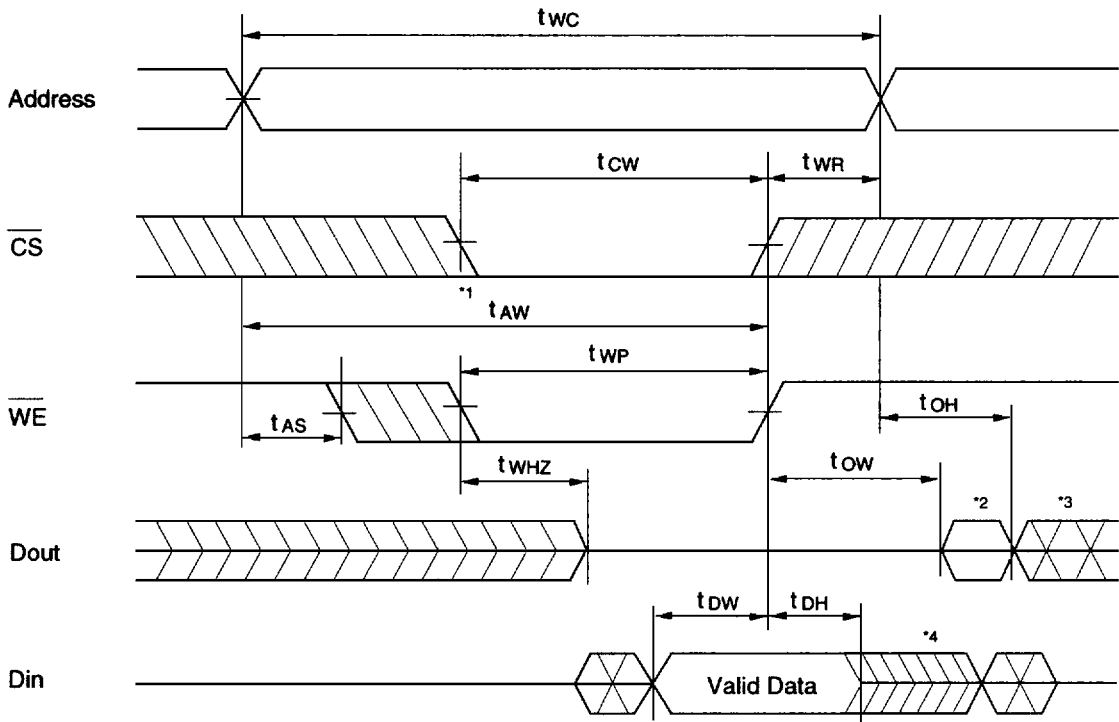 tWC
Address
tCW
tWR
CS
*1
tAW
tWP
WE
tAS
tOH
tWHZ
tOW
*2
*3
Dout
tDW
tDH
*4
Din
Valid Data